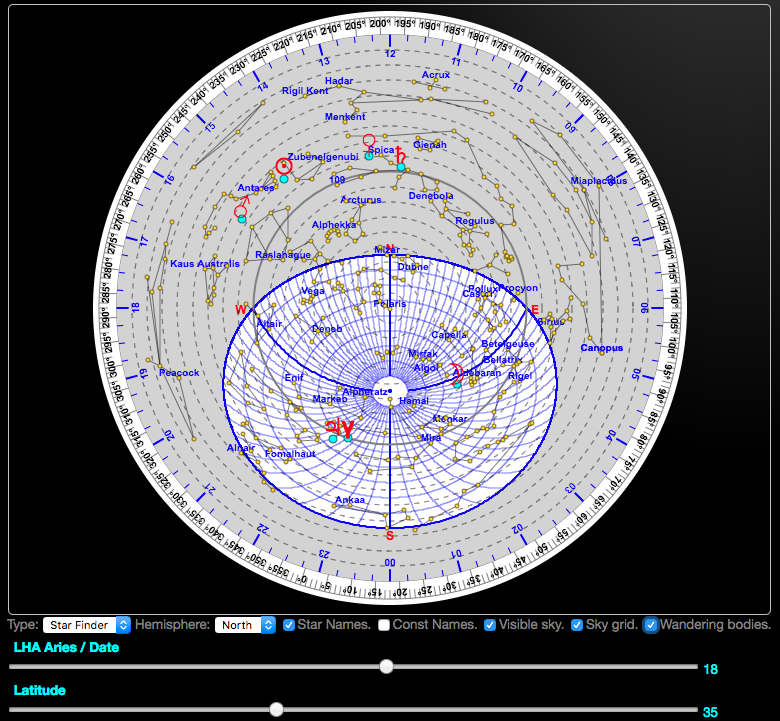 200° 195°
205° 190°
210° 185°
215° 180°
220° 175°
225° 170°
230° 165°
235° 160°
240° 155°
245° 150°
250° 145°
255° 140°
260° 135°
265° 130°
270° 125°
275° 120°
280° 115°
285° 110°
290° 105°
295° 100°
300° 95°
305° 90°
310° 85°
315° 80°
320° 75°
325° 70°
330° 65°
335° 60°
340° 55°
345° 50°
350° 45°
355° 40°
0° 35°
5° 30°
10° 25°
15° 20°
12
13 11
14 10
15 09
16 08
17 07
18 06
19 05
20 04
21 03
22 02
23 01
00
Hadar Acrux
Rigil Kent
Menkent
Gienah
Spica
Zubenelgenubi
100
Miaplacidus
Antares
Arcturus Denebola
Regulus
Alphekka
N
Mizar
Raslanague
Kaus Australis
Dubhe
Vega
Pollux Procyon
Castor
Polaris
W E
Altair
Deneb
Sirius
Capella
Betelgeuse
Canopus
Mirfak
Bellatrix
Algol
Aldebaran
Peacock
Rigel
Enif
Alpheratz
Markab Hamal
Menkar
Mira
Alnair
Fomalhaut
Ankaa
S
Type: Star Finder Hemisphere: North Star Names. Const Names. Visible sky. Sky grid. Wandering bodies.
LHA Aries / Date
18
Latitude
35